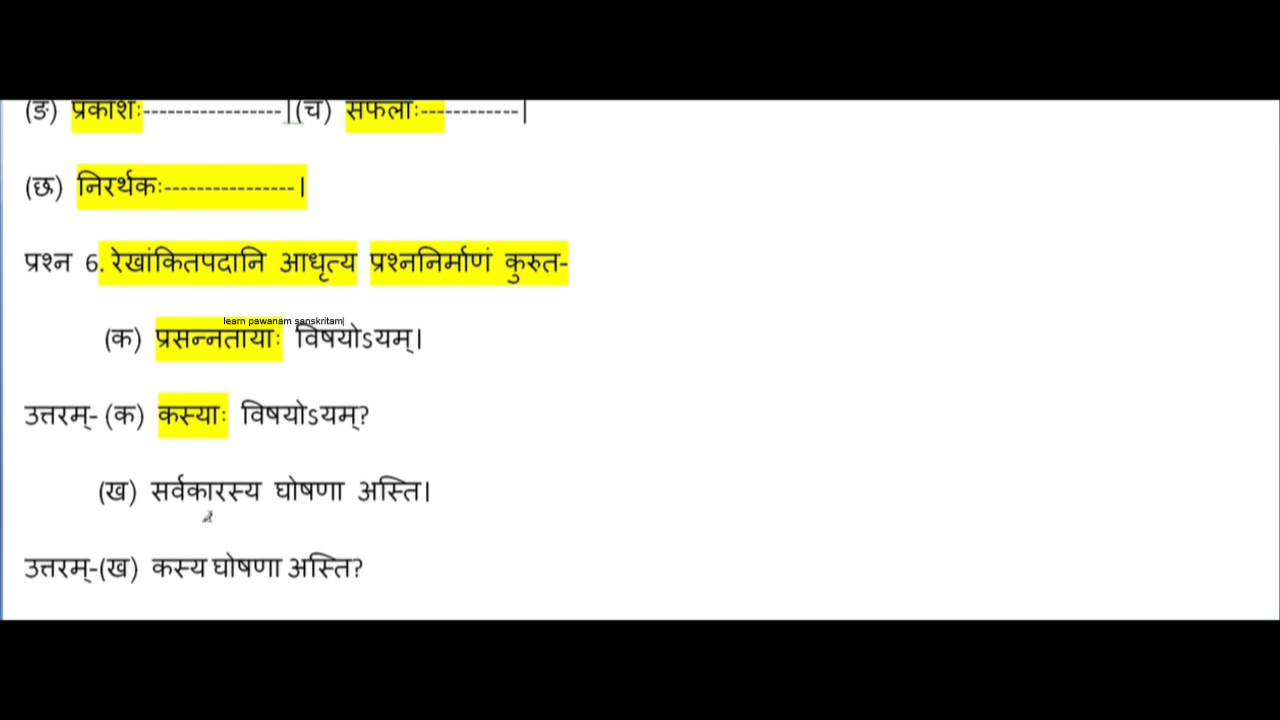 (ङ) प्रकाशः-----------------|(च) सफलाः------------|
(छ) निरर्थकः----------------|
प्रश्न 6. रेखांकितपदानि आधृत्य प्रश्ननिर्माणं कुरुत-
learn pawanam sanskritam
(क) प्रसन्नतायाः विषयोऽयम्।
उत्तरम्- (क) कस्याः विषयोऽयम्?
(ख) सर्वकारस्य घोषणा अस्ति।
उत्तरम्-(ख) कस्य घोषणा अस्ति?